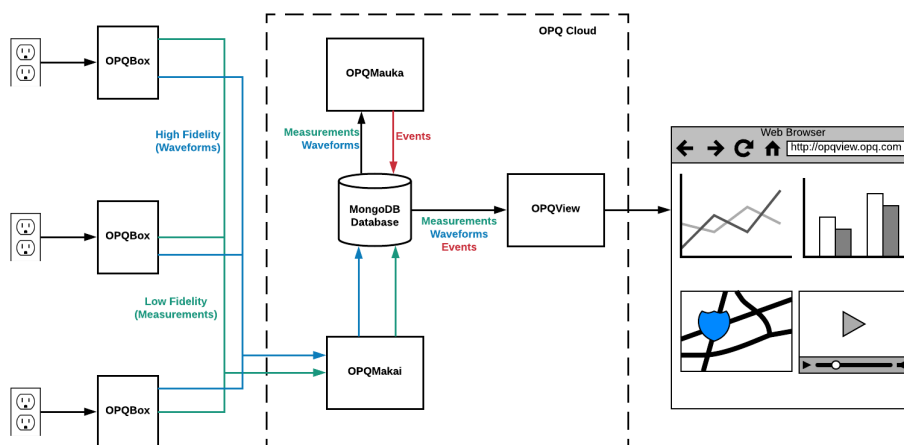 OPQ Cloud
OPQBox
OPQMauka
High Fidelity
(Waveforms)
Measurements
Waveforms
Events
Web Browser
http://opqview.opq.com
OPQBox
MongoDB
Database
OPQView
Measurements
Waveforms
Events
Low Fidelity
(Measurements)
OPQMakai
OPQBox